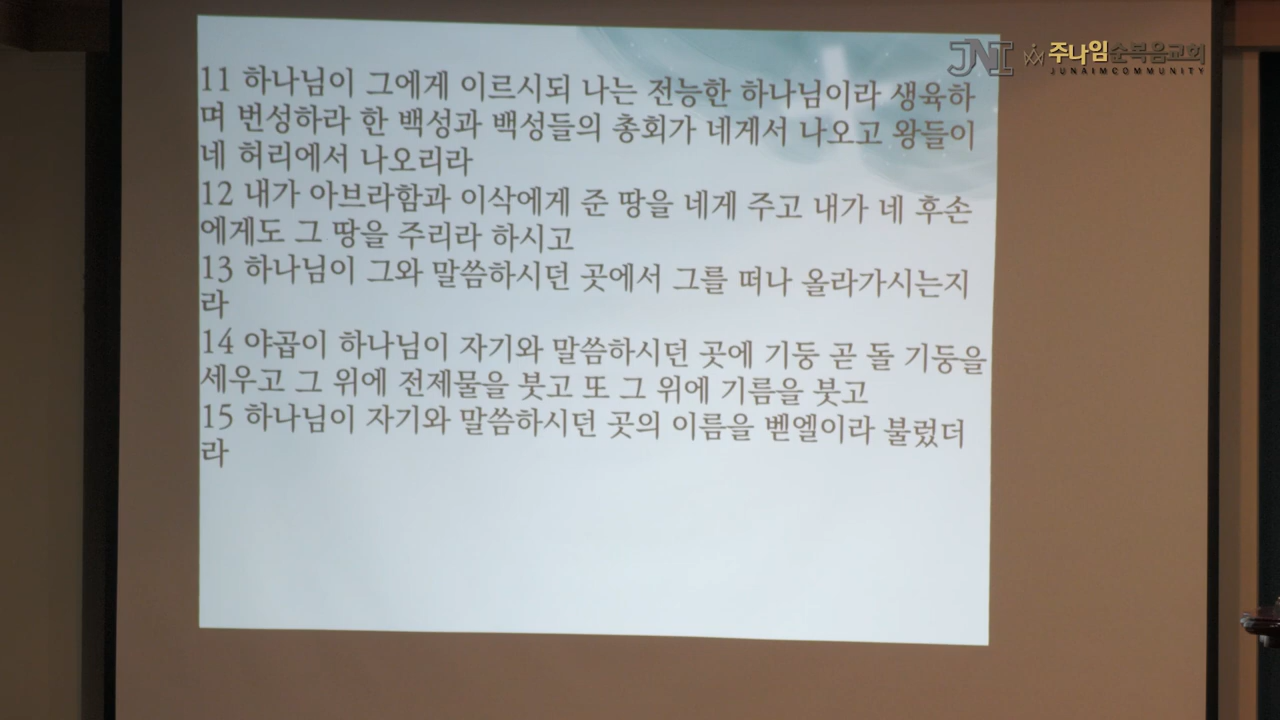 JNI 주나임순복음교회
JUNAIMCOMMUNITY
11 하나님이 그에게 이르시되 나는 전능한 하나님이라 생육하
며 번성하라 한 백성과 백성들의 총회가 네게서 나오고 왕들이
네 허리에서 나오리라
12 내가 아브라함과 이삭에게 준 땅을 네게 주고 내가 네 후손
에게도 그 땅을 주리라 하시고
13 하나님이 그와 말씀하시던 곳에서 그를 떠나 올라가시는지
라
14 야곱이 하나님이 자기와 말씀하시던 곳에 기둥 곧 돌 기둥을
세우고 그 위에 전제물을 붓고 또 그 위에 기름을 붓고
15 하나님이 자기와 말씀하시던 곳의 이름을 벧엘이라 불렀더
라